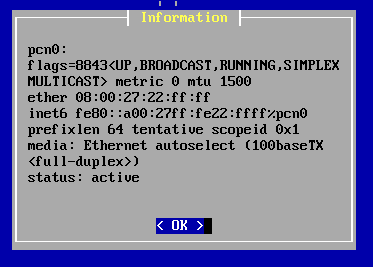 Information
pcn0:
flags=8843<UP,BROADCAST,RUNNING,SIMPLEX
MULTICAST> metric 0 mtu 1500
ether 08:00:27:22:ff:ff
inet6 fe80::a00:27ff:fe22:ffff%pcn0
prefixlen 64 tentative scopeid 0x1
media: Ethernet autoselect (100baseTX
<full-duplex>)
status: active
< OK >